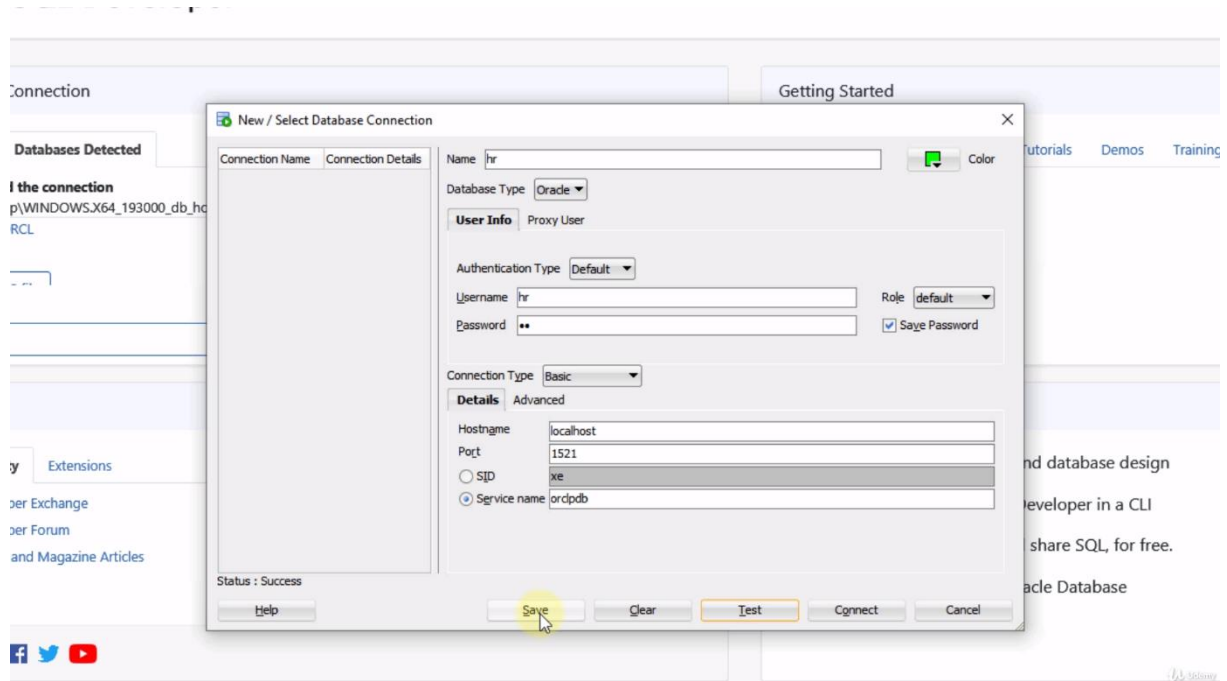 Connection
Getting Started
New / Select Database Connection
Databases Detected
Connection Name Connection Details
Name hr
Color
Tutorials Demos Training
the connection
p\WINDOWS.X64_193000_db_ho
RCL
Database Type Oracle
User Info Proxy User
Authentication Type Default
Username hr
Role default
Password ••
Save Password
Connection Type Basic
Details Advanced
Hostname localhost
Port 1521
SID xe
Service name orclpdb
Extensions
nd database design
per Exchange
eveloper in a CLI
per Forum
share SQL, for free.
and Magazine Articles
acle Database
Status : Success
Help Save Clear Test Connect Cancel
Udemy